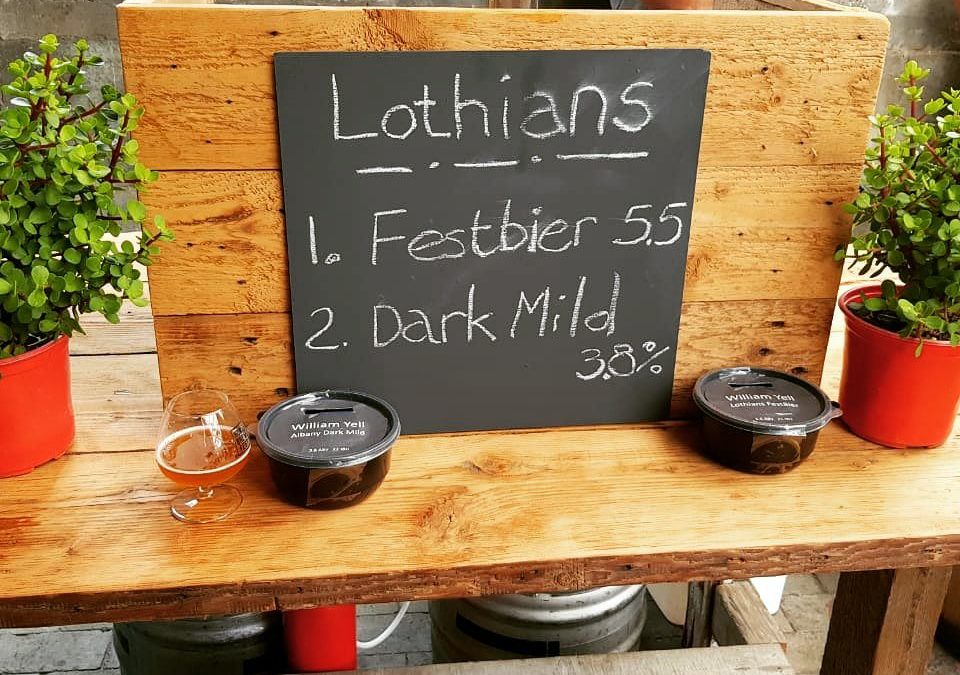 Lothians
1. Festbier 5.5
2. Dark Mild
3.8%
William Yell
Albany Dark Mild
William Yell
Lothians FestBier